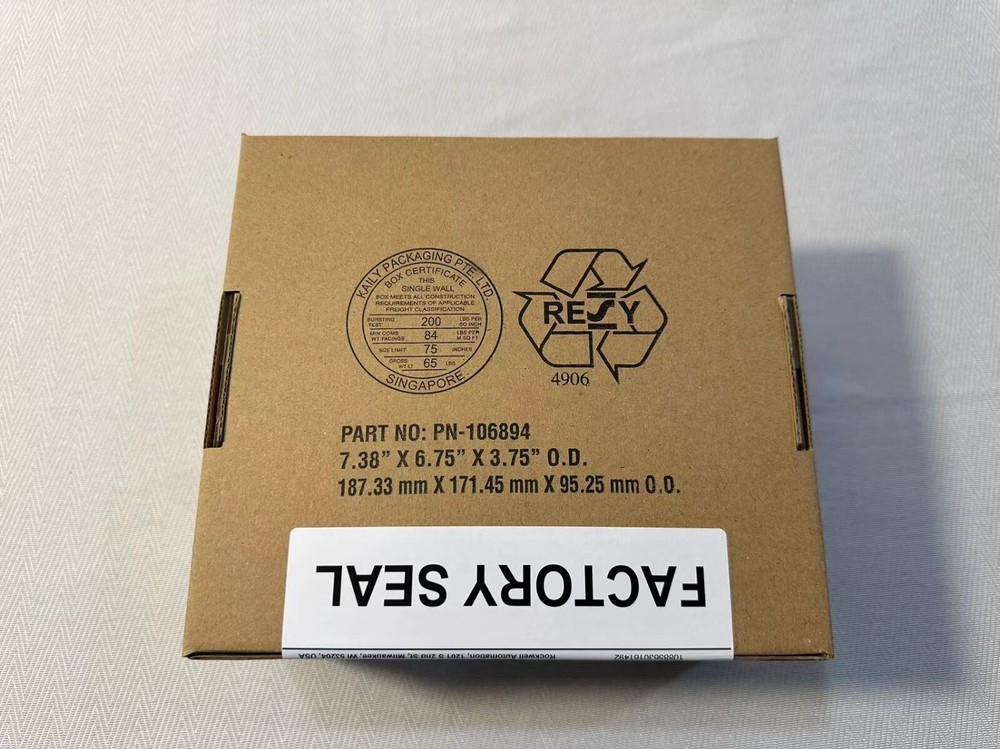 KAILY PACKAGING PTE. LTD.
BOX CERTIFICATE
THIS
SINGLE WALL
BOX MEETS ALL CONSTRUCTION
REQUIREMENTS OF APPLICABLE
FREIGHT CLASSIFICATION
BURSTING TEST 200 LBS PER SQ INCH
MIN COMB WT FACINGS 84 LBS PER M SQ FT
SIZE LIMIT 75 INCHES
GROSS WT LT 65 LBS
SINGAPORE
RESY
4906
PART NO: PN-106894
7.38” X 6.75” X 3.75” O.D.
187.33 mm X 171.45 mm X 95.25 mm O.D.
FACTORY SEAL
Rockwell Automation, 1201 S 2nd St, Milwaukee, WI 53204, USA